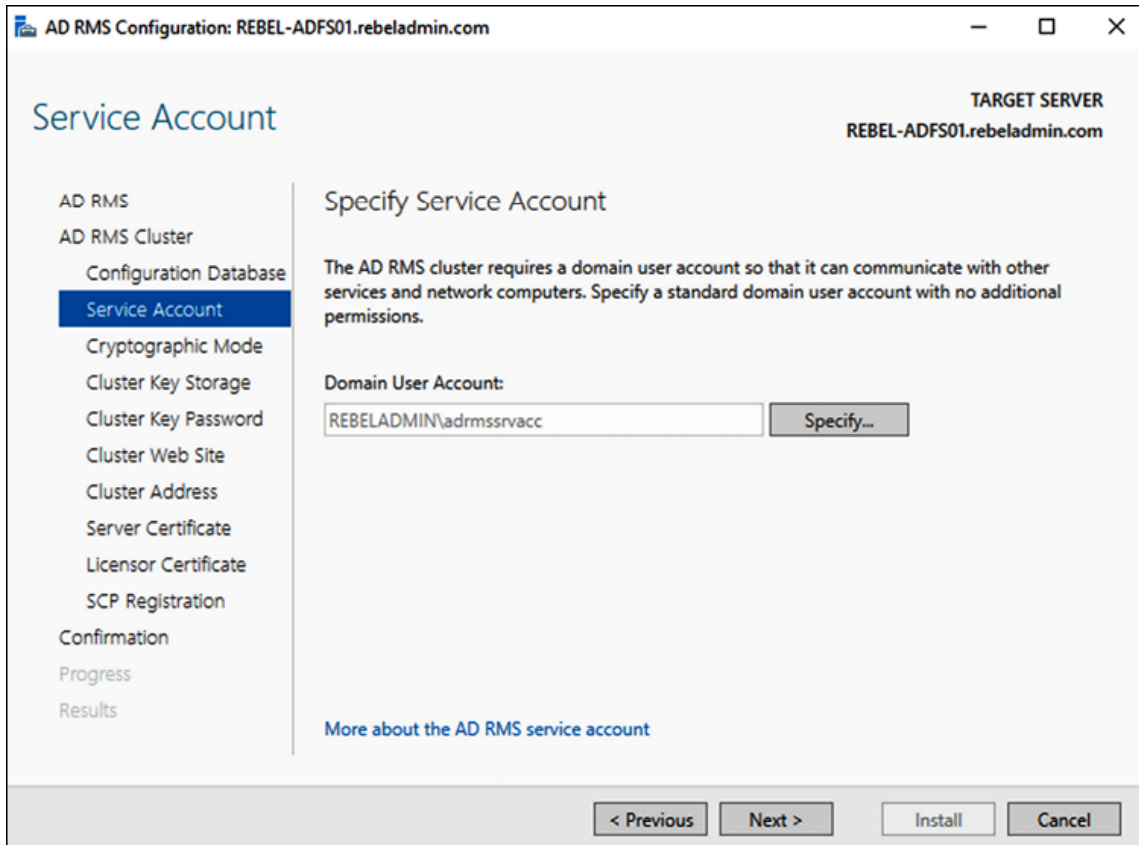 AD RMS Configuration: REBEL-ADFS01.rebeladmin.com
Service Account
TARGET SERVER
REBEL-ADFS01.rebeladmin.com
AD RMS
AD RMS Cluster
Configuration Database
Service Account
Cryptographic Mode
Cluster Key Storage
Cluster Key Password
Cluster Web Site
Cluster Address
Server Certificate
Licensor Certificate
SCP Registration
Confirmation
Progress
Results
Specify Service Account
The AD RMS cluster requires a domain user account so that it can communicate with other
services and network computers. Specify a standard domain user account with no additional
permissions.
Domain User Account:
REBELADMIN\adrmssrvacc
Specify...
More about the AD RMS service account
< Previous
Next >
Install
Cancel